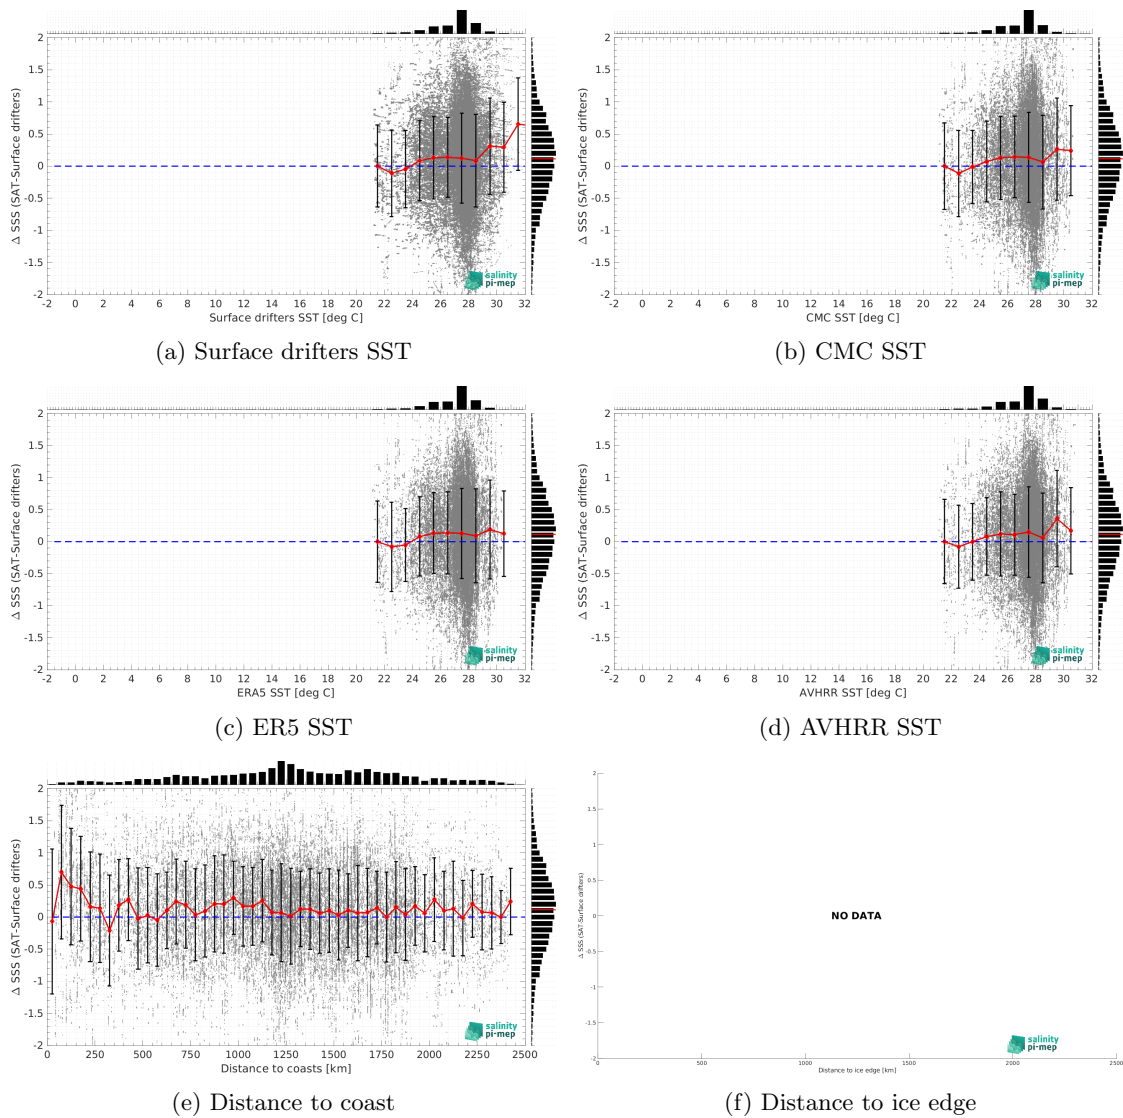 2
1.5
1
0.5
0
-0.5
-1
-1.5
-2
Δ SSS (SAT-Surface drifters)
-2 0 2 4 6 8 10 12 14 16 18 20 22 24 26 28 30 32
Surface drifters SST [deg C]
salinity
pi-mep
(a) Surface drifters SST
2
1.5
1
0.5
0
-0.5
-1
-1.5
-2
Δ SSS (SAT-Surface drifters)
-2 0 2 4 6 8 10 12 14 16 18 20 22 24 26 28 30 32
CMC SST [deg C]
salinity
pi-mep
(b) CMC SST
2
1.5
1
0.5
0
-0.5
-1
-1.5
-2
Δ SSS (SAT-Surface drifters)
-2 0 2 4 6 8 10 12 14 16 18 20 22 24 26 28 30 32
ERA5 SST [deg C]
salinity
pi-mep
(c) ER5 SST
2
1.5
1
0.5
0
-0.5
-1
-1.5
-2
Δ SSS (SAT-Surface drifters)
-2 0 2 4 6 8 10 12 14 16 18 20 22 24 26 28 30 32
AVHRR SST [deg C]
salinity
pi-mep
(d) AVHRR SST
2
1.5
1
0.5
0
-0.5
-1
-1.5
-2
Δ SSS (SAT-Surface drifters)
0 250 500 750 1000 1250 1500 1750 2000 2250 2500
Distance to coasts [km]
salinity
pi-mep
(e) Distance to coast
2
1.5
1
0.5
0
-0.5
-1
-1.5
-2
Δ SSS (SAT-Surface drifters)
NO DATA
0 500 1000 1500 2000 2500
Distance to ice edge [km]
salinity
pi-mep
(f) Distance to ice edge